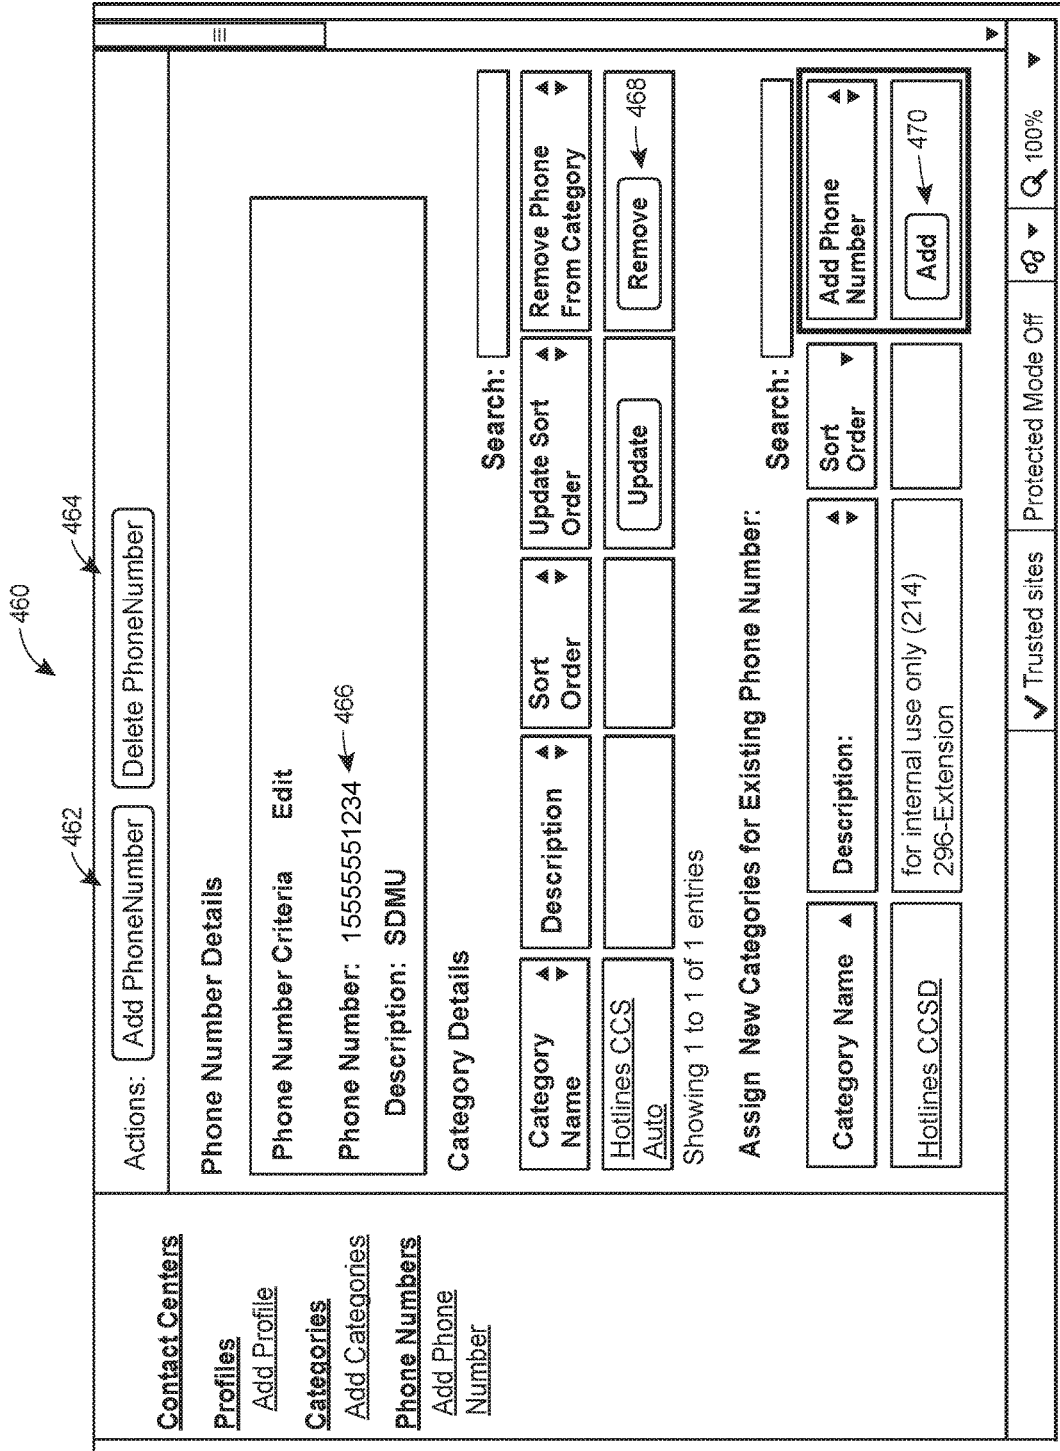 460
462
464
Contact Centers
Profiles
Add Profile
Categories
Add Categories
Phone Numbers
Add Phone
Number
Actions: Add PhoneNumber Delete PhoneNumber
Phone Number Details
Phone Number Criteria Edit
Phone Number: 15555551234 466
Description: SDMU
Category Details
Search:
Category
Name
Description
Sort
Order
Update Sort
Order
Remove Phone
From Category
Hotlines CCS
Auto
Update
Remove
468
Showing 1 to 1 of 1 entries
Assign New Categories for Existing Phone Number:
Search:
Category Name
Description:
Sort
Order
Add Phone
Number
Hotlines CCSD
for internal use only (214)
296-Extension
Add
470
Trusted sites Protected Mode Off 100%